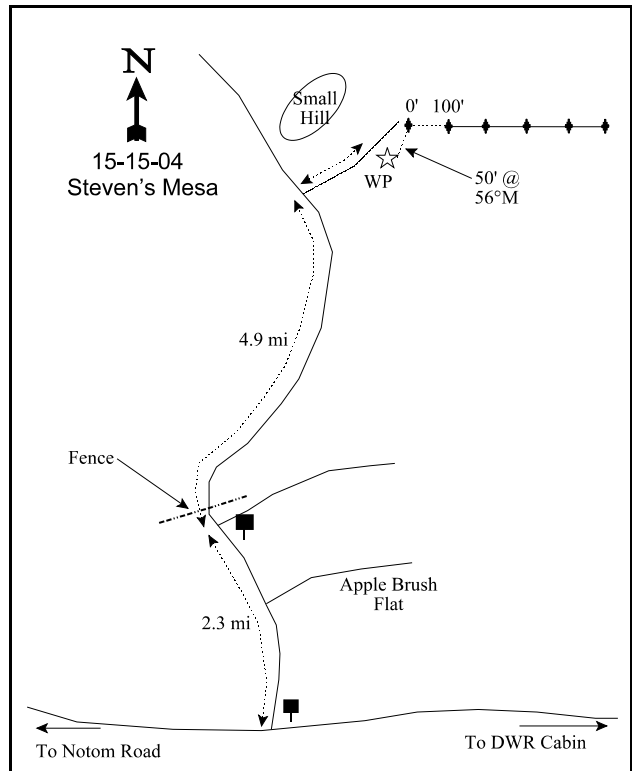 N
15-15-04
Steven's Mesa
Small
Hill
0' 100'
WP
50' @
56°M
4.9 mi
Fence
Apple Brush
Flat
2.3 mi
To Notom Road
To DWR Cabin